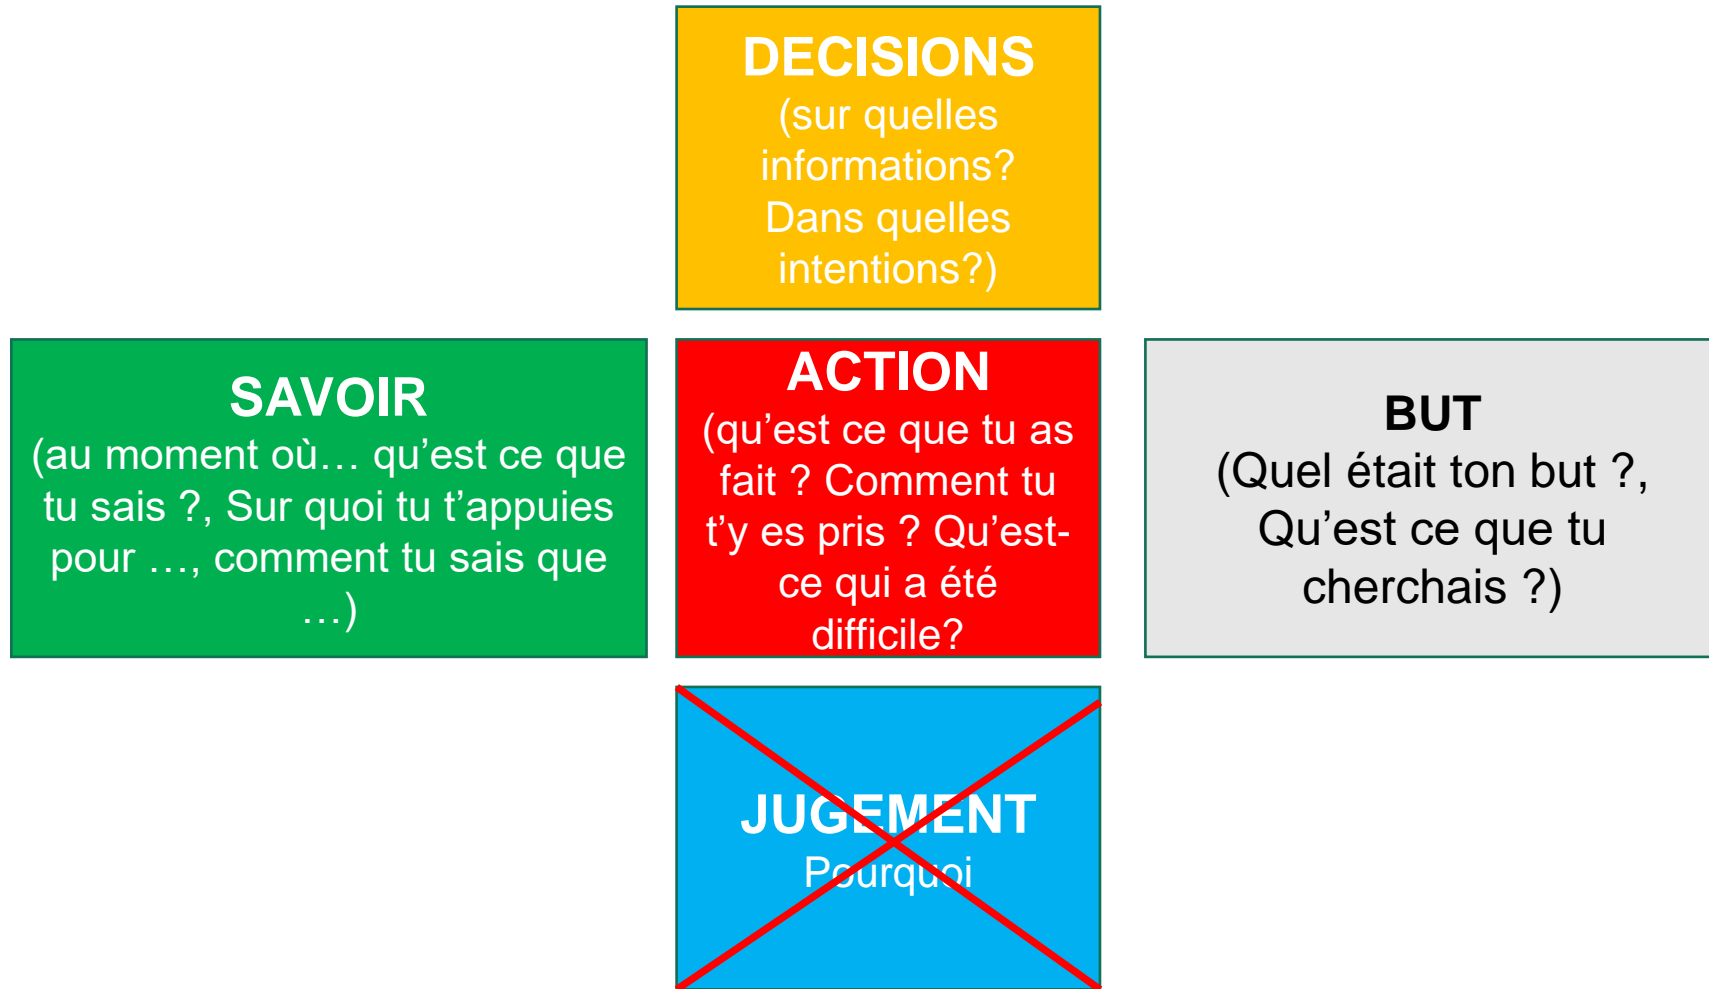 DECISIONS
(sur quelles
informations?
Dans quelles
intentions?)
SAVOIR
(au moment où… qu’est ce que
tu sais ?, Sur quoi tu t’appuies
pour …, comment tu sais que
…)
ACTION
(qu’est ce que tu as
fait ? Comment tu
t’y es pris ? Qu’est-
ce qui a été
difficile?
BUT
(Quel était ton but ?,
Qu’est ce que tu
cherchais ?)
JUGEMENT
Pourquoi